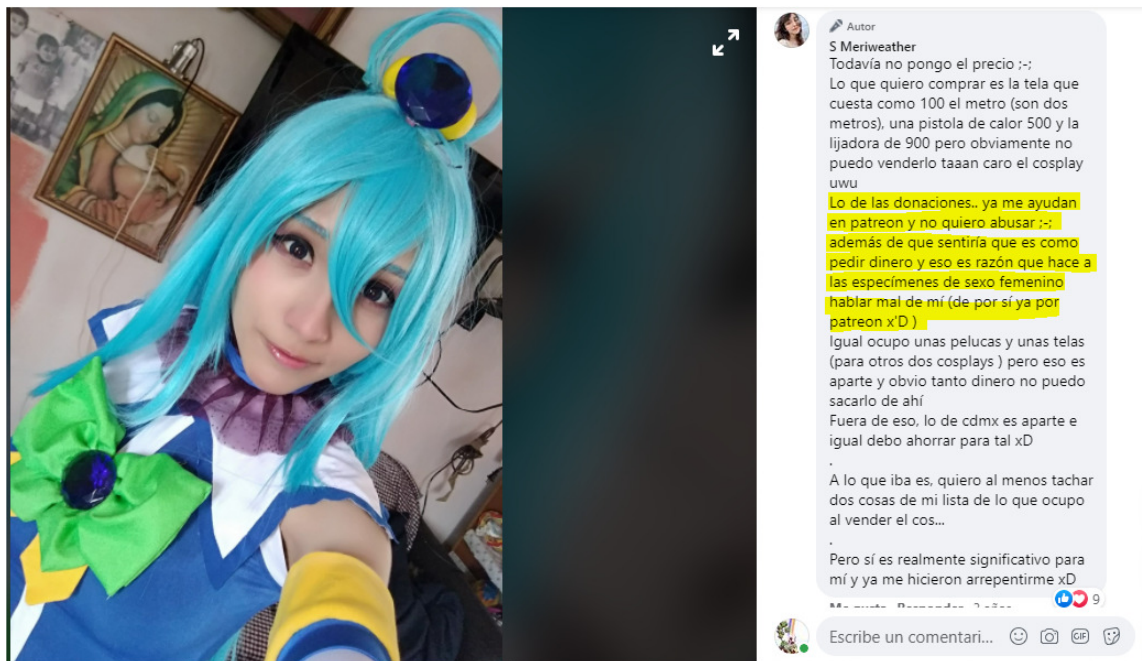 Autor
S Meriweather
Todavía no pongo el precio ;-;
Lo que quiero comprar es la tela que
cuesta como 100 el metro (son dos
metros), una pistola de calor 500 y la
lijadora de 900 pero obviamente no
puedo venderlo taaan caro el cosplay
uwu
Lo de las donaciones.. ya me ayudan
en patreon y no quiero abusar ;-;
además de que sentiría que es como
pedir dinero y eso es razón que hace a
las especímenes de sexo femenino
hablar mal de mí (de por sí ya por
patreon x'D )
Igual ocupo unas pelucas y unas telas
(para otros dos cosplays ) pero eso es
aparte y obvio tanto dinero no puedo
sacarlo de ahí
Fuera de eso, lo de cdmx es aparte e
igual debo ahorrar para tal xD
.
A lo que iba es, quiero al menos tachar
dos cosas de mi lista de lo que ocupo
al vender el cos...
.
Pero sí es realmente significativo para
mí y ya me hicieron arrepentirme xD
9
Escribe un comentari...
GIF